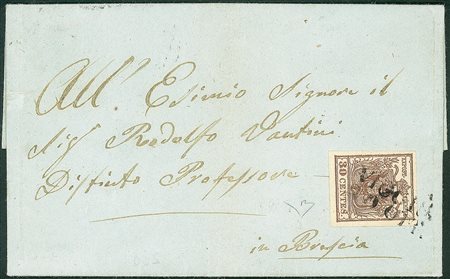 All'. Esimio Signore il
Sig.r Rodolfo Vantini
Distinto Professore
in Brescia
30 CENTES.